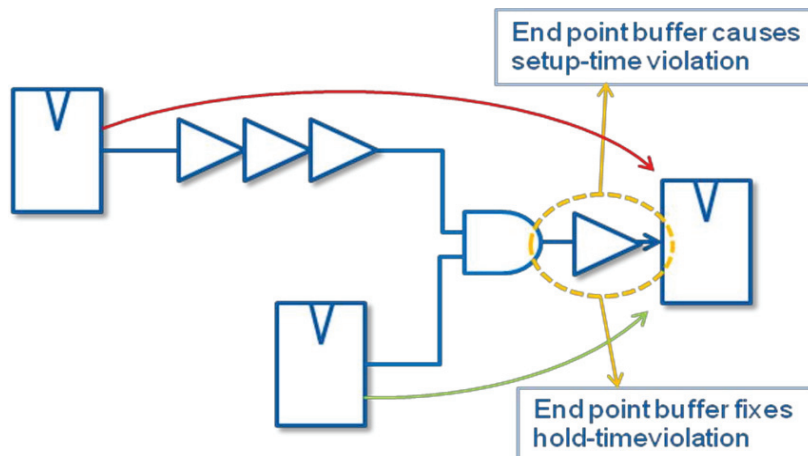 End point buffer causes
setup-time violation
End point buffer fixes
hold-timeviolation